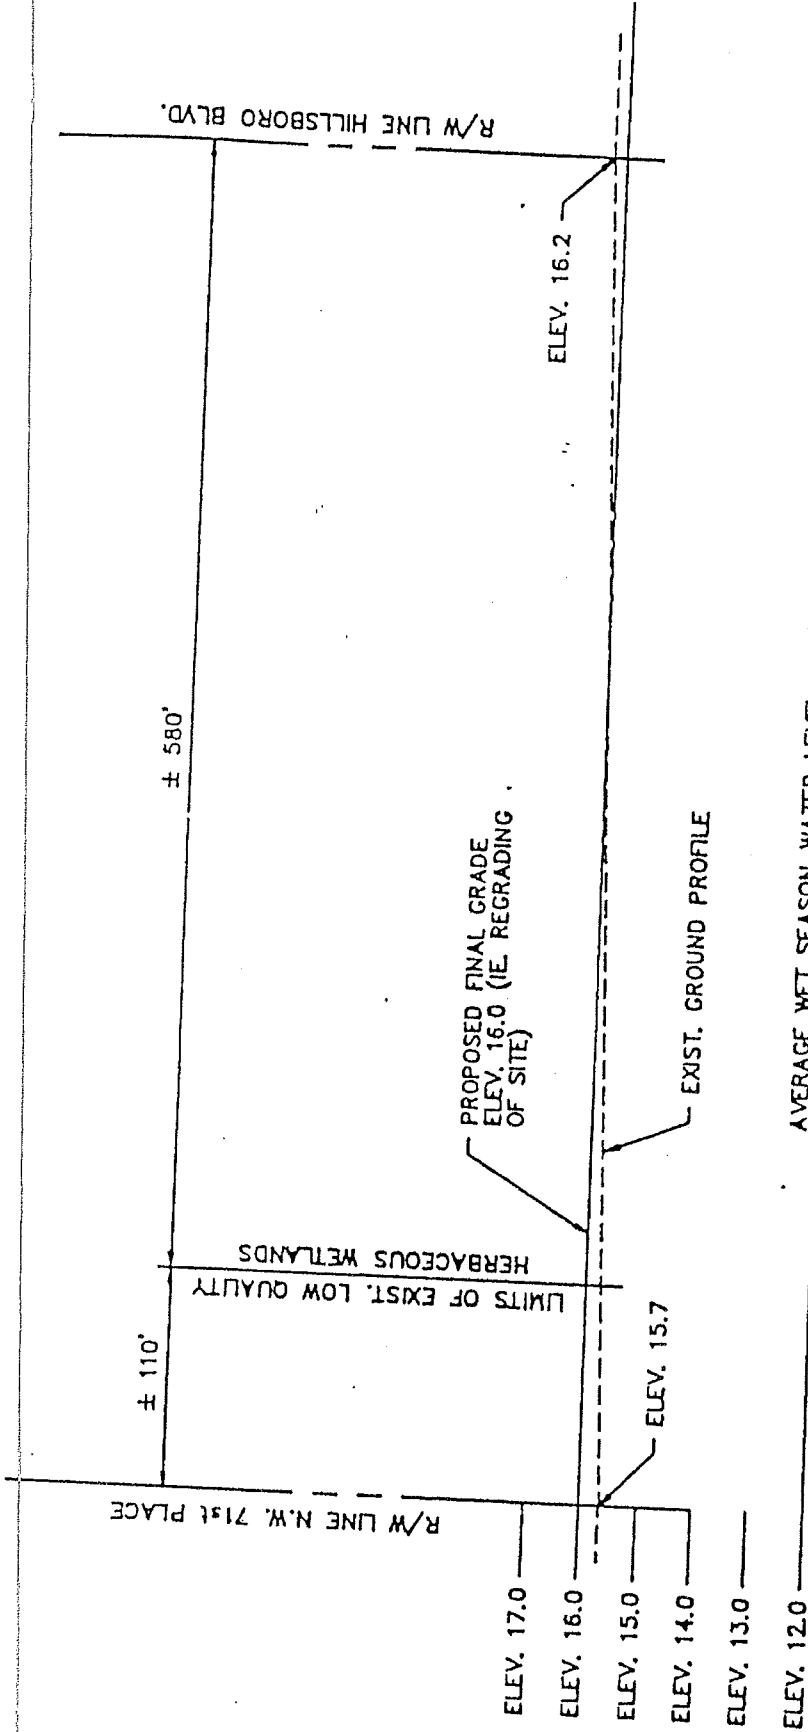 R/W LINE HILLSBORO BLVD.
± 580'
ELEV. 16.2
PROPOSED FINAL GRADE
ELEV. 16.0 (IE. REGRADING
OF SITE)
EXIST. GROUND PROFILE
± 110'
LIMITS OF EXIST. LOW QUALITY
HERBACEOUS WETLANDS
ELEV. 15.7
R/W LINE N.W. 71st PLACE
ELEV. 17.0
ELEV. 16.0
ELEV. 15.0
ELEV. 14.0
ELEV. 13.0
ELEV. 12.0
AVERAGE WET SEASON WATER LEVEL